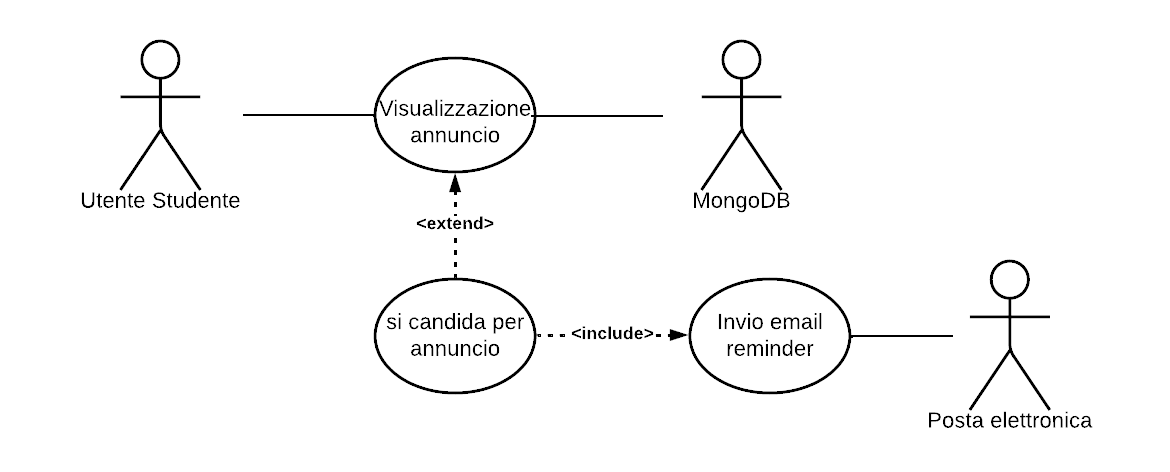 Visualizzazione
annuncio
Utente Studente
MongoDB
<extend>
si candida per
annuncio
<include>
Invio email
reminder
Posta elettronica